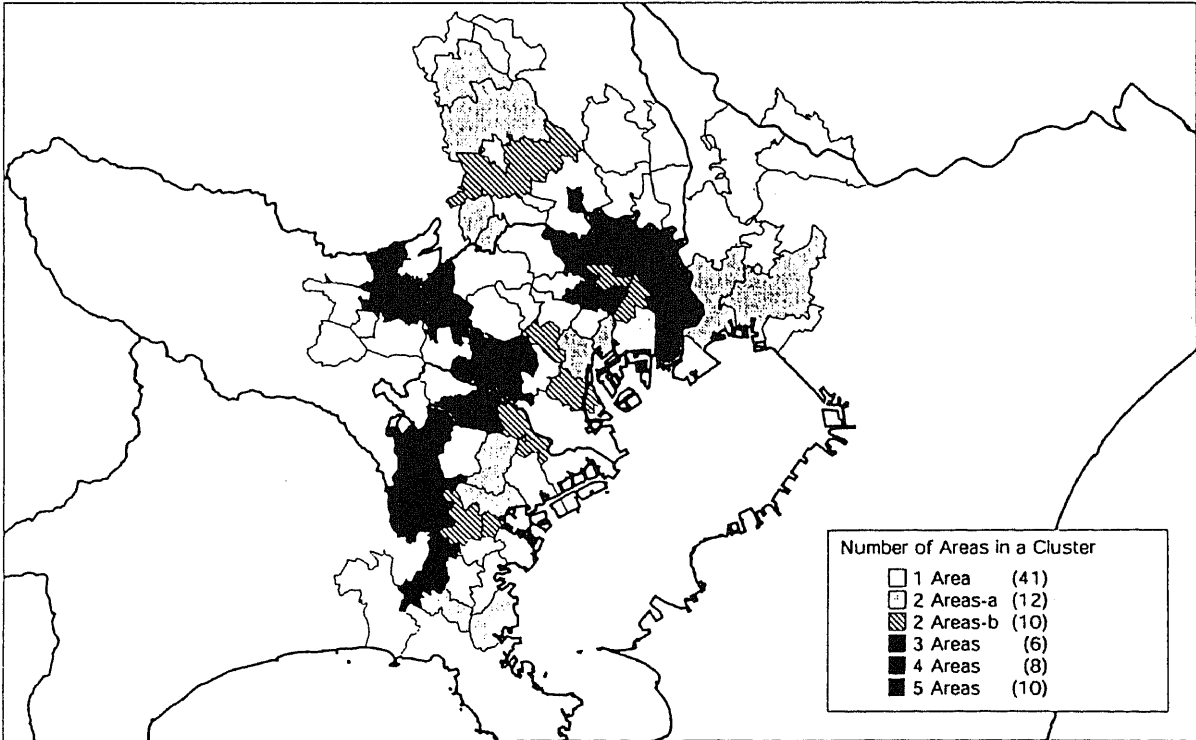 Number of Areas in a Cluster
1 Area (41)
2 Areas-a (12)
2 Areas-b (10)
3 Areas (6)
4 Areas (8)
5 Areas (10)